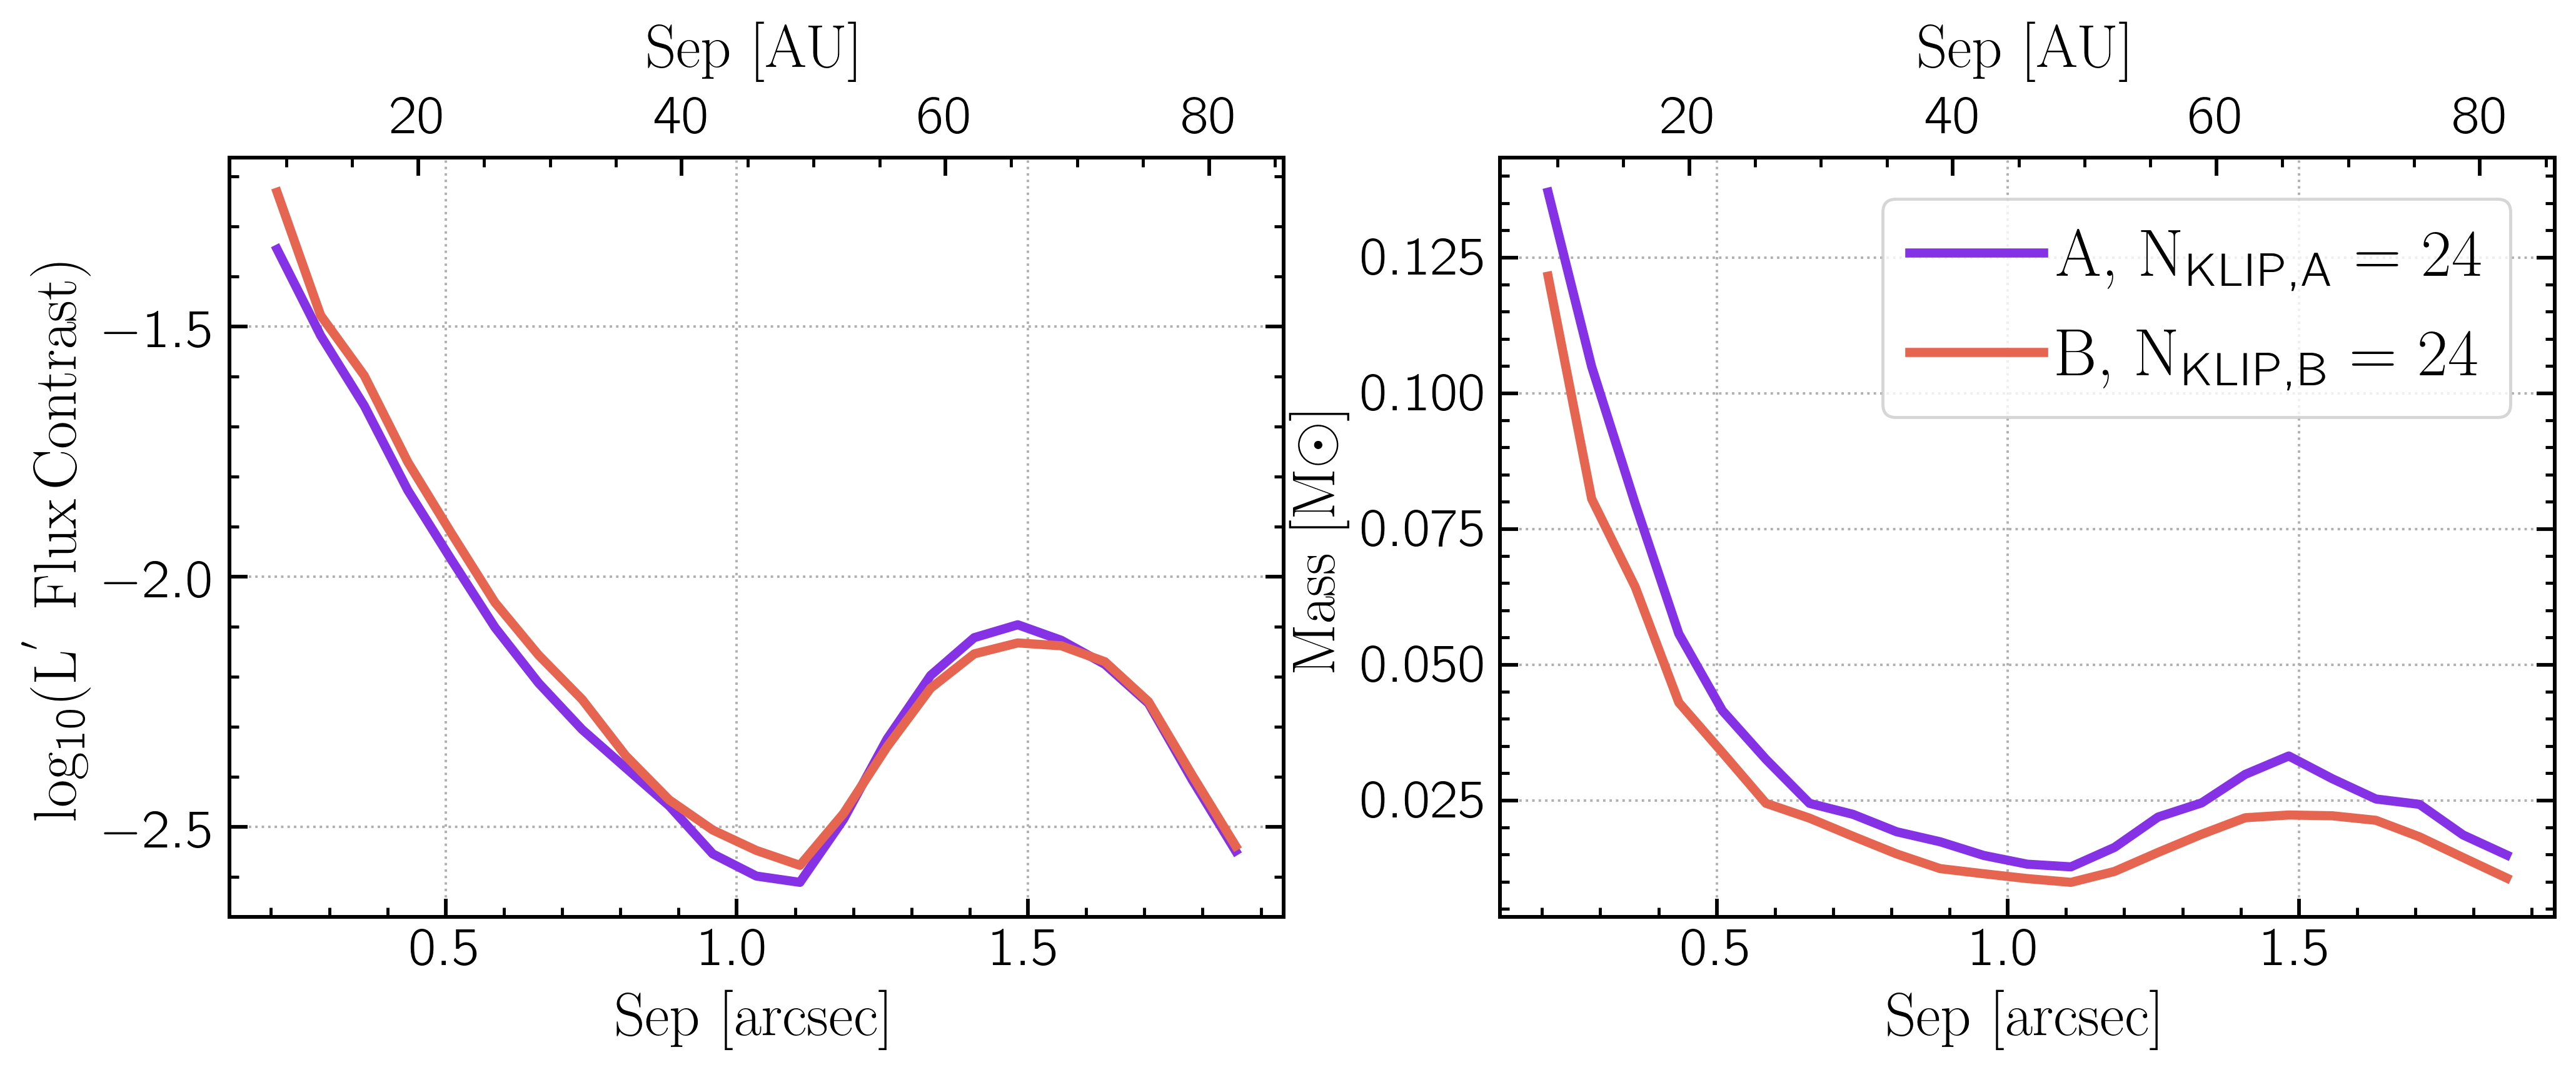 Sep [AU]
20 40 60 80
log₁₀(L′ Flux Contrast)
−1.5
−2.0
−2.5
0.5 1.0 1.5
Sep [arcsec]
Sep [AU]
20 40 60 80
Mass [M⊙]
0.125
0.100
0.075
0.050
0.025
A, N_KLIP,A = 24
B, N_KLIP,B = 24
0.5 1.0 1.5
Sep [arcsec]